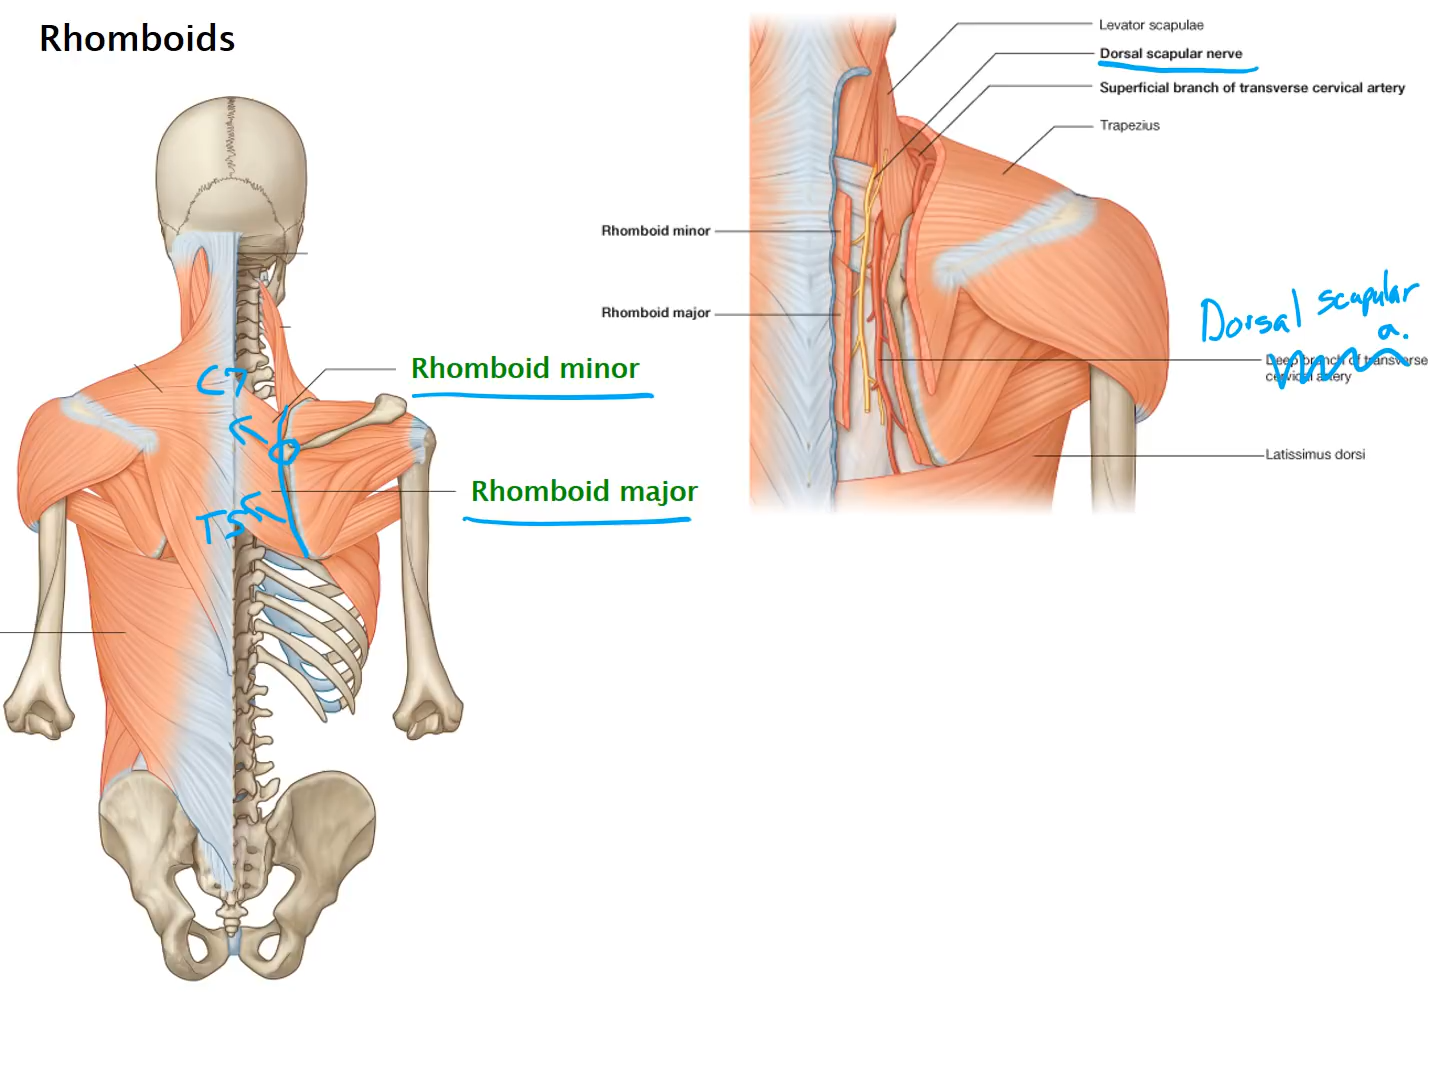 Rhomboids
Levator scapulae
Dorsal scapular nerve
Superficial branch of transverse cervical artery
Trapezius
Rhomboid minor
Rhomboid major
Dorsal scapular
a.
Deep branch of transverse
cervical artery
Latissimus dorsi
C7
Rhomboid minor
T5
Rhomboid major